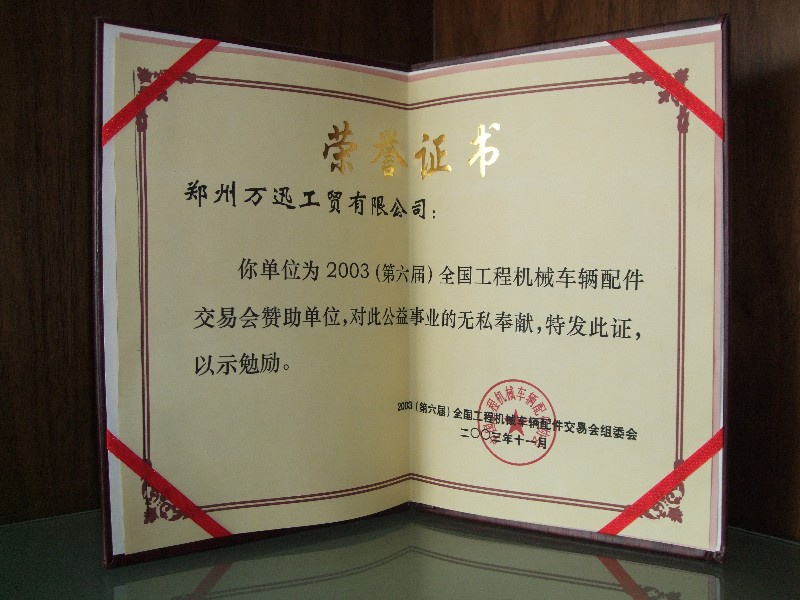 荣誉证书
郑州万迅工贸有限公司：
你单位为 2003 (第六届) 全国工程机械车辆配件
交易会赞助单位，对此公益事业的无私奉献，特发此证，
以示勉励。
2003 (第六届) 全国工程机械车辆配件交易会组委会
二〇〇三年十一月